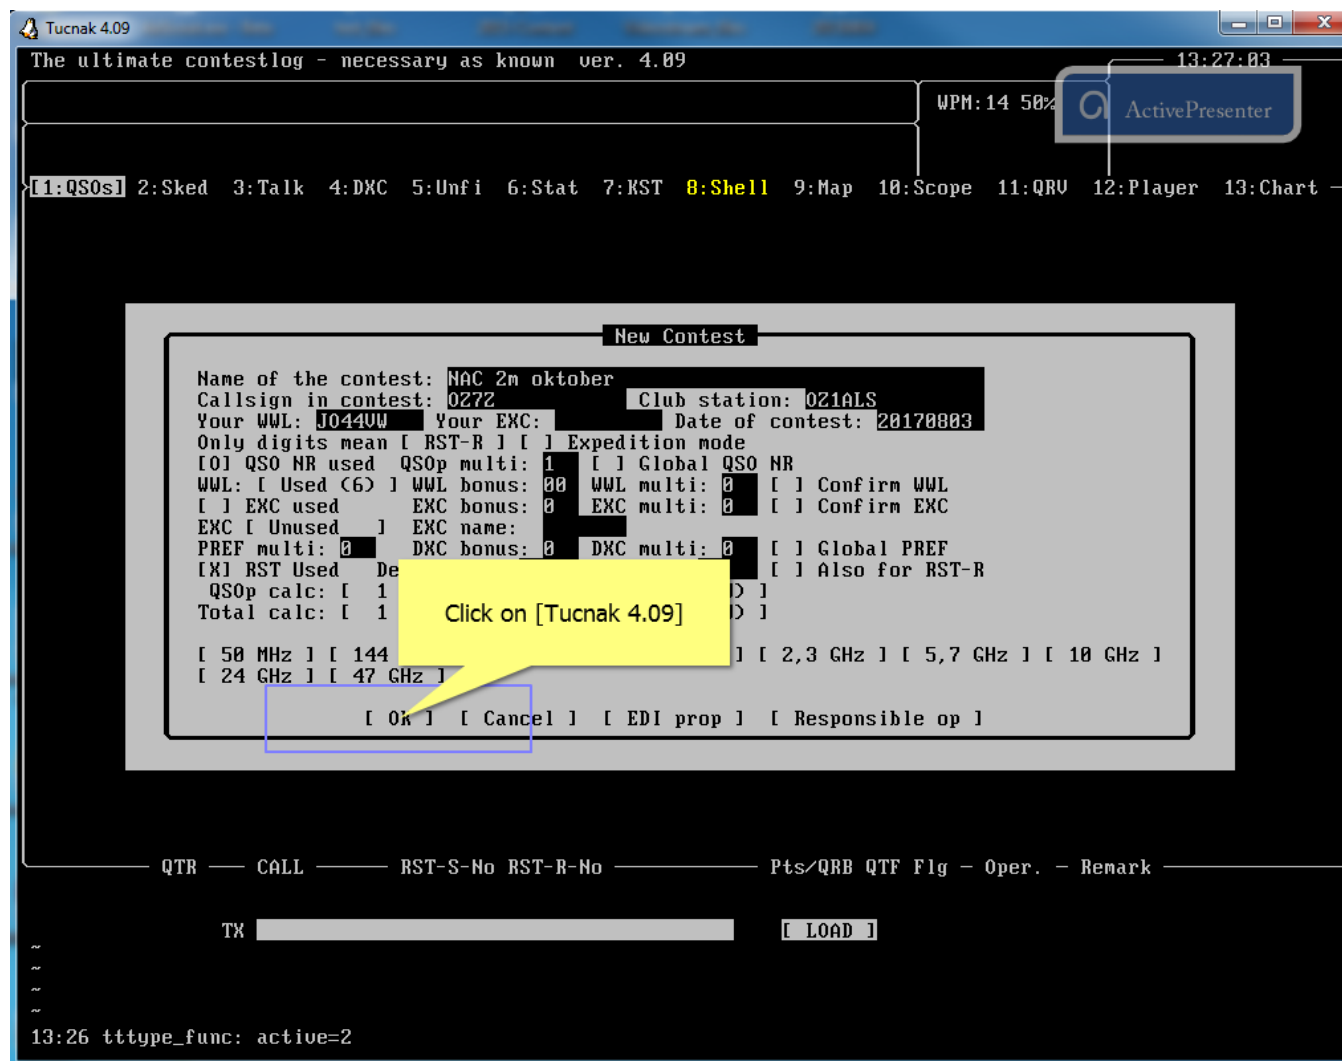 Tucnak 4.09
The ultimate contestlog - necessary as known  ver. 4.09  13:27:03
WPM:14 50%
ActivePresenter
[1:QSOs] 2:Sked 3:Talk 4:DXC 5:Unfi 6:Stat 7:KST 8:Shell 9:Map 10:Scope 11:QRV 12:Player 13:Chart
New Contest
Name of the contest: NAC 2m oktober
Callsign in contest: OZ7Z Club station: OZ1ALS
Your WWL: JO44VW Your EXC: Date of contest: 20170803
Only digits mean [ RST-R ] [ ] Expedition mode
[O] QSO NR used QSOp multi: 1 [ ] Global QSO NR
WWL: [ Used (6) ] WWL bonus: 00 WWL multi: 0 [ ] Confirm WWL
[ ] EXC used EXC bonus: 0 EXC multi: 0 [ ] Confirm EXC
EXC [ Unused ] EXC name:
PREF multi: 0 DXC bonus: 0 DXC multi: 0 [ ] Global PREF
[X] RST Used De [ ] Also for RST-R
QSOp calc: [ 1 ) ]
Total calc: [ 1 ) ]
Click on [Tucnak 4.09]
[ 50 MHz ] [ 144 ] [ 2,3 GHz ] [ 5,7 GHz ] [ 10 GHz ]
[ 24 GHz ] [ 47 GHz ]
[ OK ] [ Cancel ] [ EDI prop ] [ Responsible op ]
QTR CALL RST-S-No RST-R-No Pts/QRB QTF Flg - Oper. - Remark
TX [ LOAD ]
~
~
~
~
13:26 tttype_func: active=2